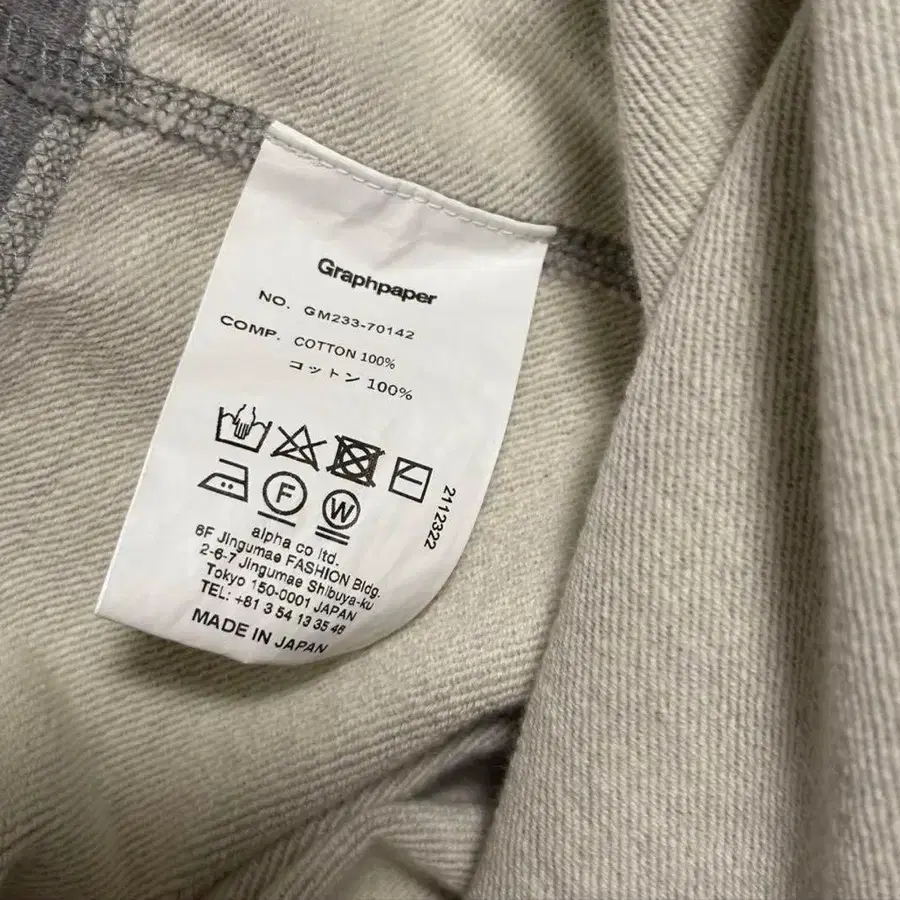 Graphpaper
NO. GM233-70142
COMP. COTTON 100%
コットン 100%
F
W
2112322
alpha co ltd.
6F Jingumae FASHION Bldg.
2-6-7 Jingumae Shibuya-ku
Tokyo 150-0001 JAPAN
TEL: +81 3 54 13 35 46
MADE IN JAPAN